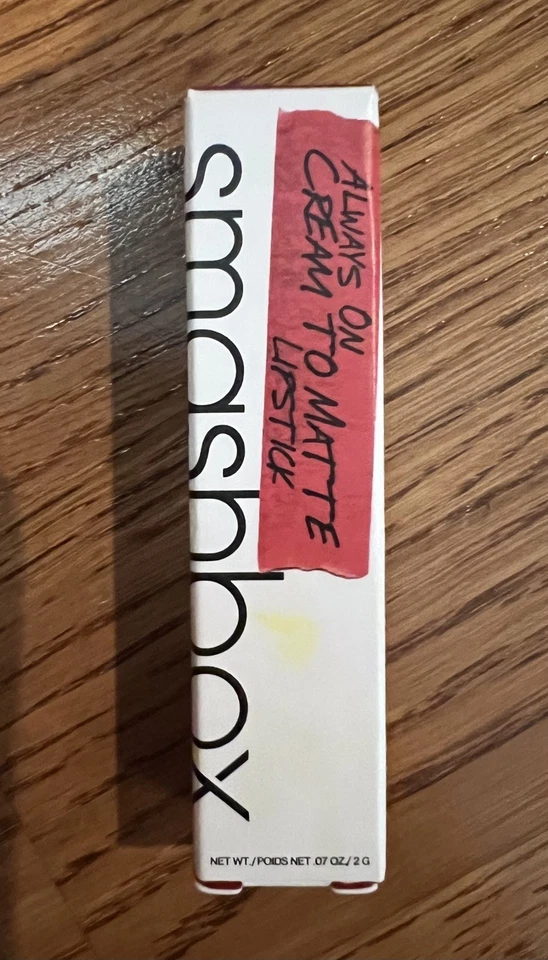 smashbox
ALWAYS ON
CREAM TO MATTE
LIPSTICK
NET WT./POIDS NET .07 OZ./ 2 G